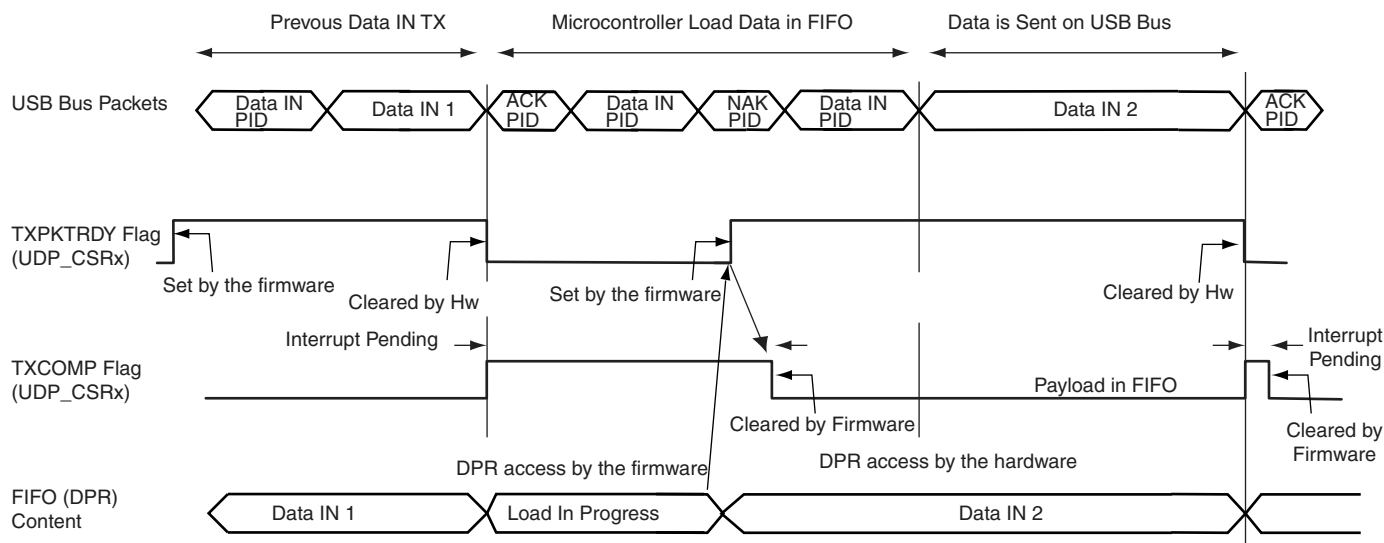 Prevous Data IN TX
Microcontroller Load Data in FIFO
Data is Sent on USB Bus
USB Bus Packets
Data IN
PID
Data IN 1
ACK
PID
Data IN
PID
NAK
PID
Data IN
PID
Data IN 2
ACK
PID
TXPKTRDY Flag
(UDP_CSRx)
Set by the firmware
Cleared by Hw
Set by the firmware
Cleared by Hw
Interrupt Pending
Interrupt
Pending
TXCOMP Flag
(UDP_CSRx)
Payload in FIFO
Cleared by Firmware
Cleared by
Firmware
DPR access by the firmware
DPR access by the hardware
FIFO (DPR)
Content
Data IN 1
Load In Progress
Data IN 2